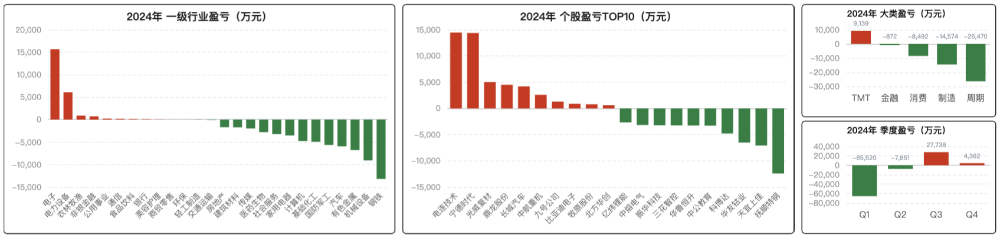 2024年 一级行业盈亏（万元）
20,000
15,000
10,000
5,000
0
−5,000
−10,000
−15,000
电子
电力设备
农林牧渔
非银金融
公用事业
通信
食品饮料
银行
美容护理
商贸零售
环保
轻工制造
交通运输
房地产
建筑材料
传媒
医药生物
社会服务
家用电器
计算机
基础化工
国防军工
汽车
有色金属
机械设备
钢铁
2024年 个股盈亏TOP10（万元）
15,000
10,000
5,000
0
−5,000
−10,000
−15,000
电连技术
宁德时代
光威复材
鼎龙股份
长城汽车
中航重机
九号公司
比亚迪电子
牧原股份
北方华创
亿纬锂能
中熔电气
振华科技
三花智控
华鲁恒升
中公教育
科博达
华友钴业
天宜上佳
抚顺特钢
2024年 大类盈亏（万元）
9,139
−872
−8,492
−14,574
−26,470
10,000
0
−10,000
−20,000
−30,000
TMT
金融
消费
制造
周期
2024年 季度盈亏（万元）
−65,520
−7,851
27,738
4,362
40,000
20,000
0
−20,000
−40,000
−60,000
−80,000
Q1
Q2
Q3
Q4